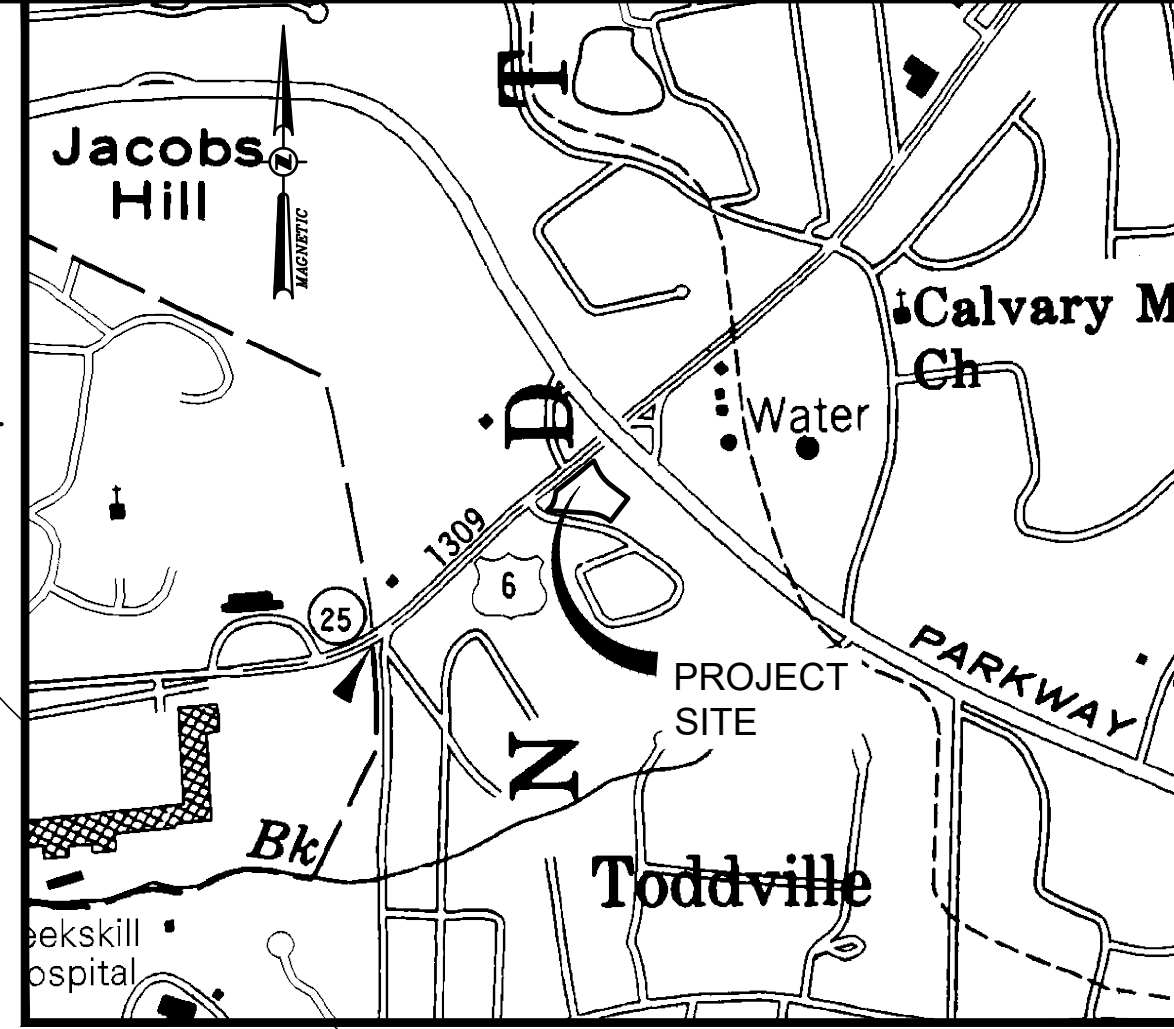 T
Jacobs
Hill
N
MAGNETIC
Calvary M
Ch
D
Water
1309
6
25
PROJECT
SITE
PARKWAY
N
Bk
Toddville
eekskill
ospital